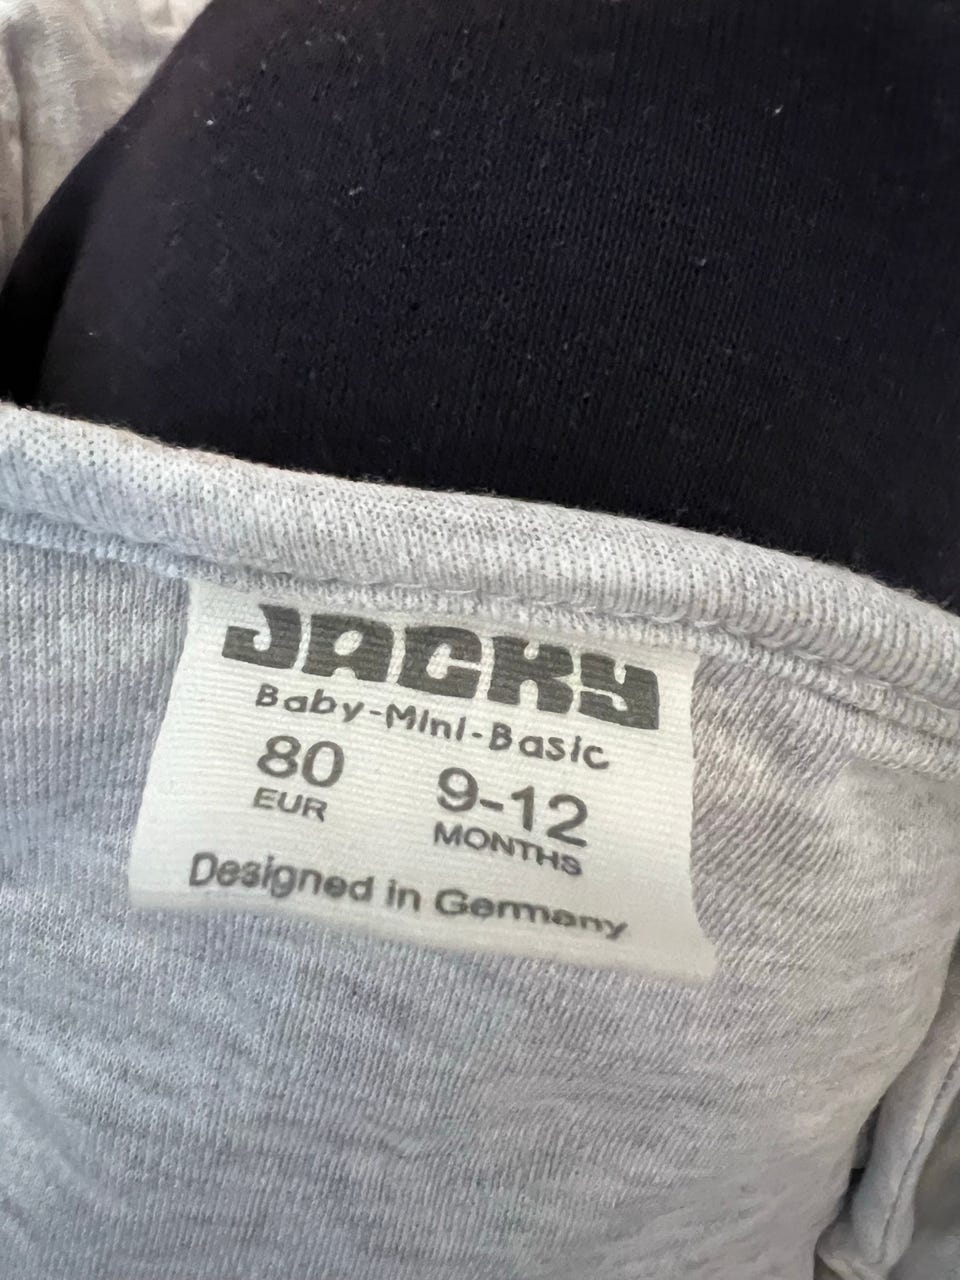 JACKY
Baby-Mini-Basic
80 9-12
EUR MONTHS
Designed in Germany